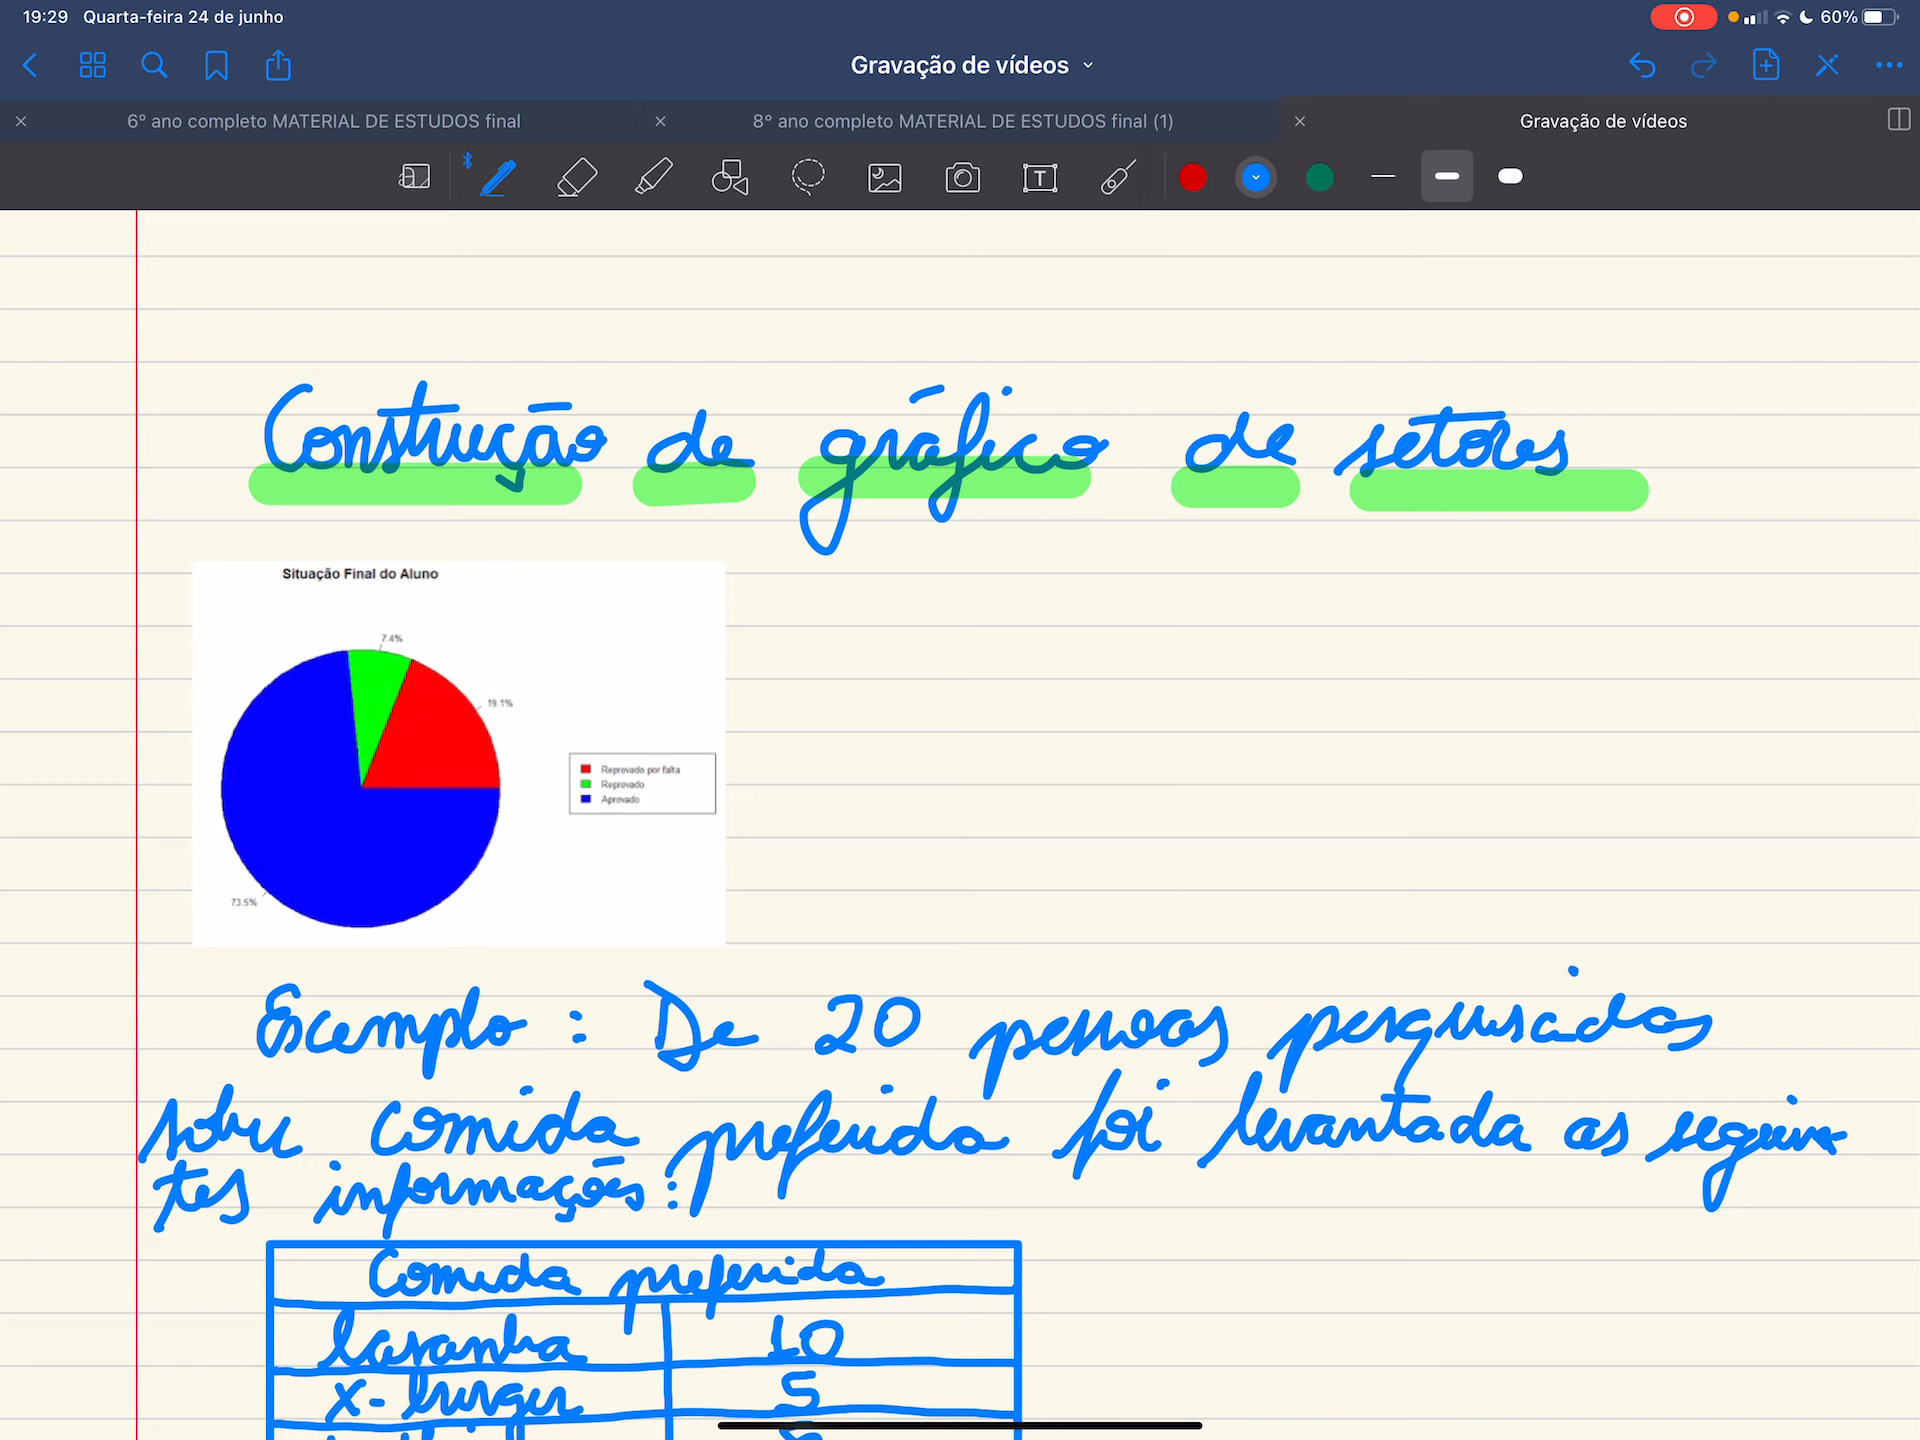 19:29 Quarta-feira 24 de junho 60%
Gravação de vídeos
6° ano completo MATERIAL DE ESTUDOS final
8° ano completo MATERIAL DE ESTUDOS final (1)
Gravação de vídeos
Construção de gráfico de setores
Situação Final do Aluno
7.4%
19.1%
Reprovado por falta
Reprovado
Aprovado
73.5%
Exemplo: De 20 pessoas pesquisadas
sobre comida preferida foi levantada as seguin
tes informações:
Comida preferida
lasanha 10
x-burger 5